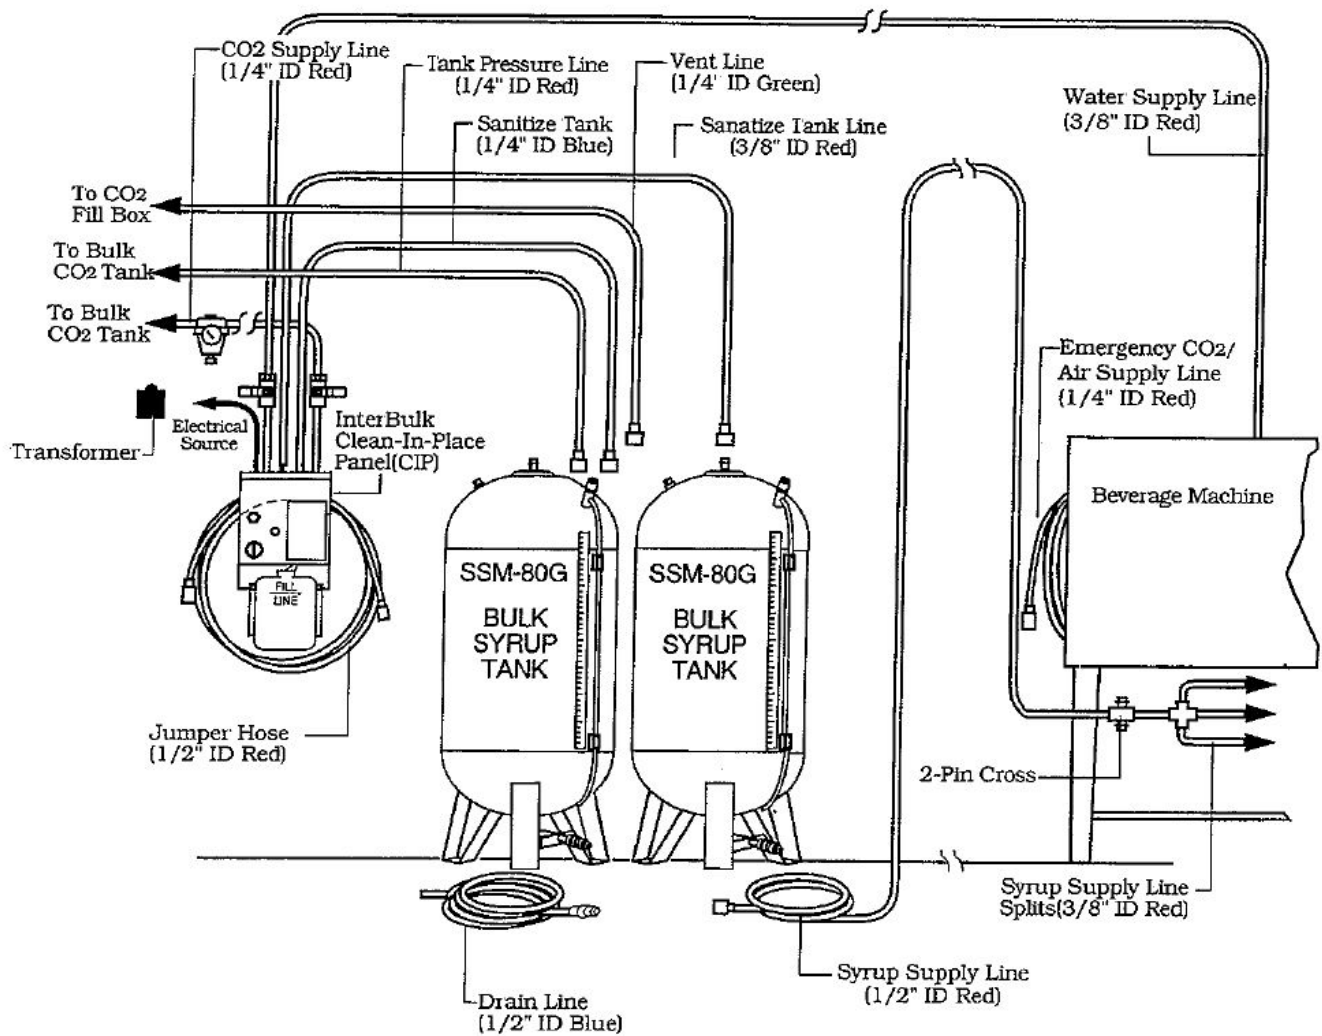 CO2 Supply Line
(1/4" ID Red)
Tank Pressure Line
(1/4" ID Red)
Vent Line
(1/4' ID Green)
Water Supply Line
(3/8" ID Red)
Sanitize Tank
(1/4" ID Blue)
Sanatize Tank Line
(3/8" ID Red)
To CO2
Fill Box
To Bulk
CO2 Tank
To Bulk
CO2 Tank
Emergency CO2/
Air Supply Line
(1/4" ID Red)
Transformer
Electrical
Source
InterBulk
Clean-In-Place
Panel(CIP)
Beverage Machine
FILL
LINE
SSM-80G
BULK
SYRUP
TANK
SSM-80G
BULK
SYRUP
TANK
Jumper Hose
(1/2" ID Red)
2-Pin Cross
Syrup Supply Line
Splits(3/8" ID Red)
Syrup Supply Line
(1/2" ID Red)
Drain Line
(1/2" ID Blue)